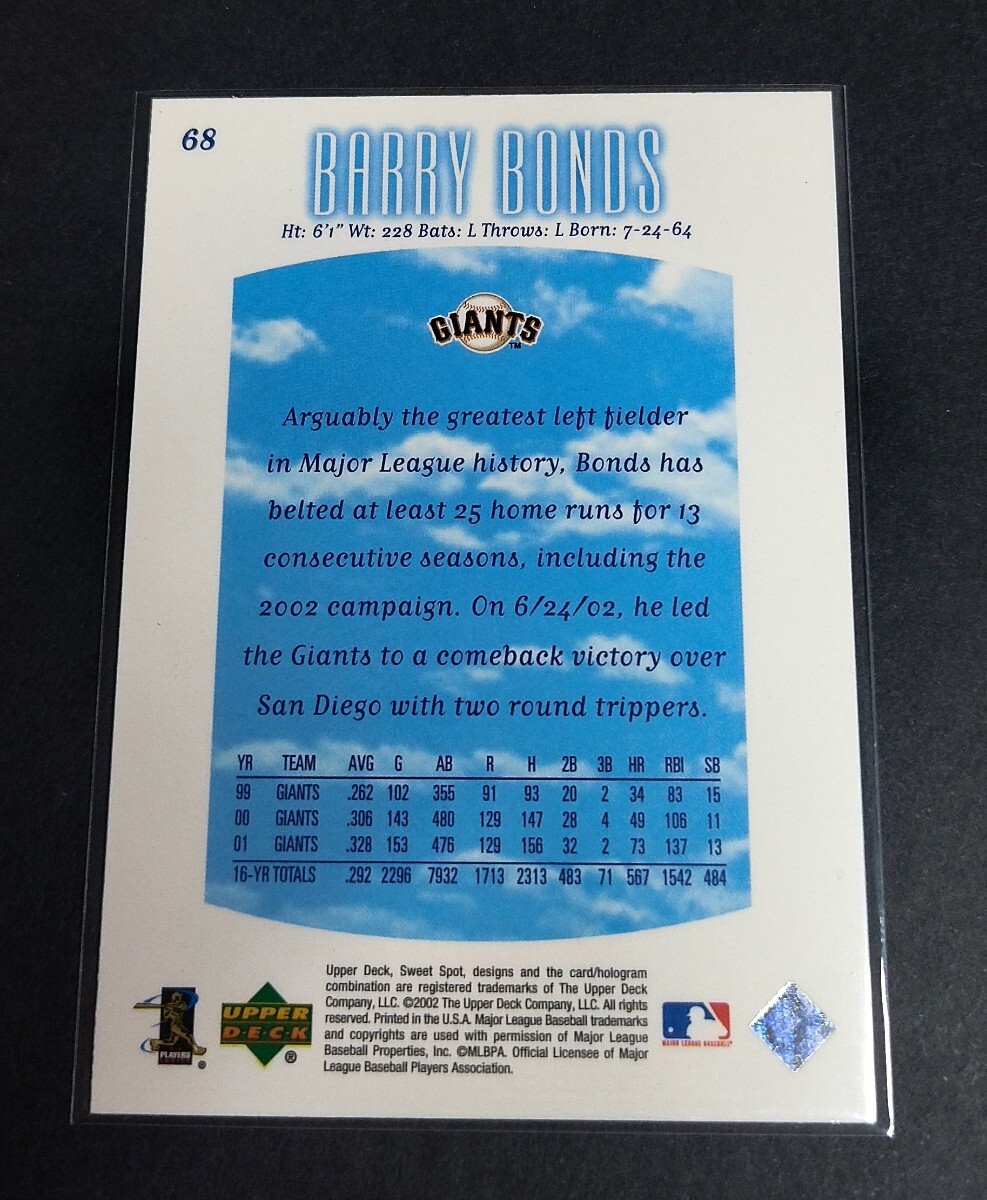 68
BARRY BONDS
Ht: 6'1" Wt: 228 Bats: L Throws: L Born: 7-24-64
GIANTS
TM
Arguably the greatest left fielder
in Major League history, Bonds has
belted at least 25 home runs for 13
consecutive seasons, including the
2002 campaign. On 6/24/02, he led
the Giants to a comeback victory over
San Diego with two round trippers.
YR TEAM AVG G AB R H 2B 3B HR RBI SB
99 GIANTS .262 102 355 91 93 20 2 34 83 15
00 GIANTS .306 143 480 129 147 28 4 49 106 11
01 GIANTS .328 153 476 129 156 32 2 73 137 13
16-YR TOTALS .292 2296 7932 1713 2313 483 71 567 1542 484
Upper Deck, Sweet Spot, designs and the card/hologram
combination are registered trademarks of The Upper Deck
Company, LLC. ©2002 The Upper Deck Company, LLC. All rights
reserved. Printed in the U.S.A. Major League Baseball trademarks
and copyrights are used with permission of Major League
Baseball Properties, Inc. ©MLBPA. Official Licensee of Major
League Baseball Players Association.
PLAYERS
CHOICE
®
UPPER
DECK
®
MAJOR LEAGUE BASEBALL